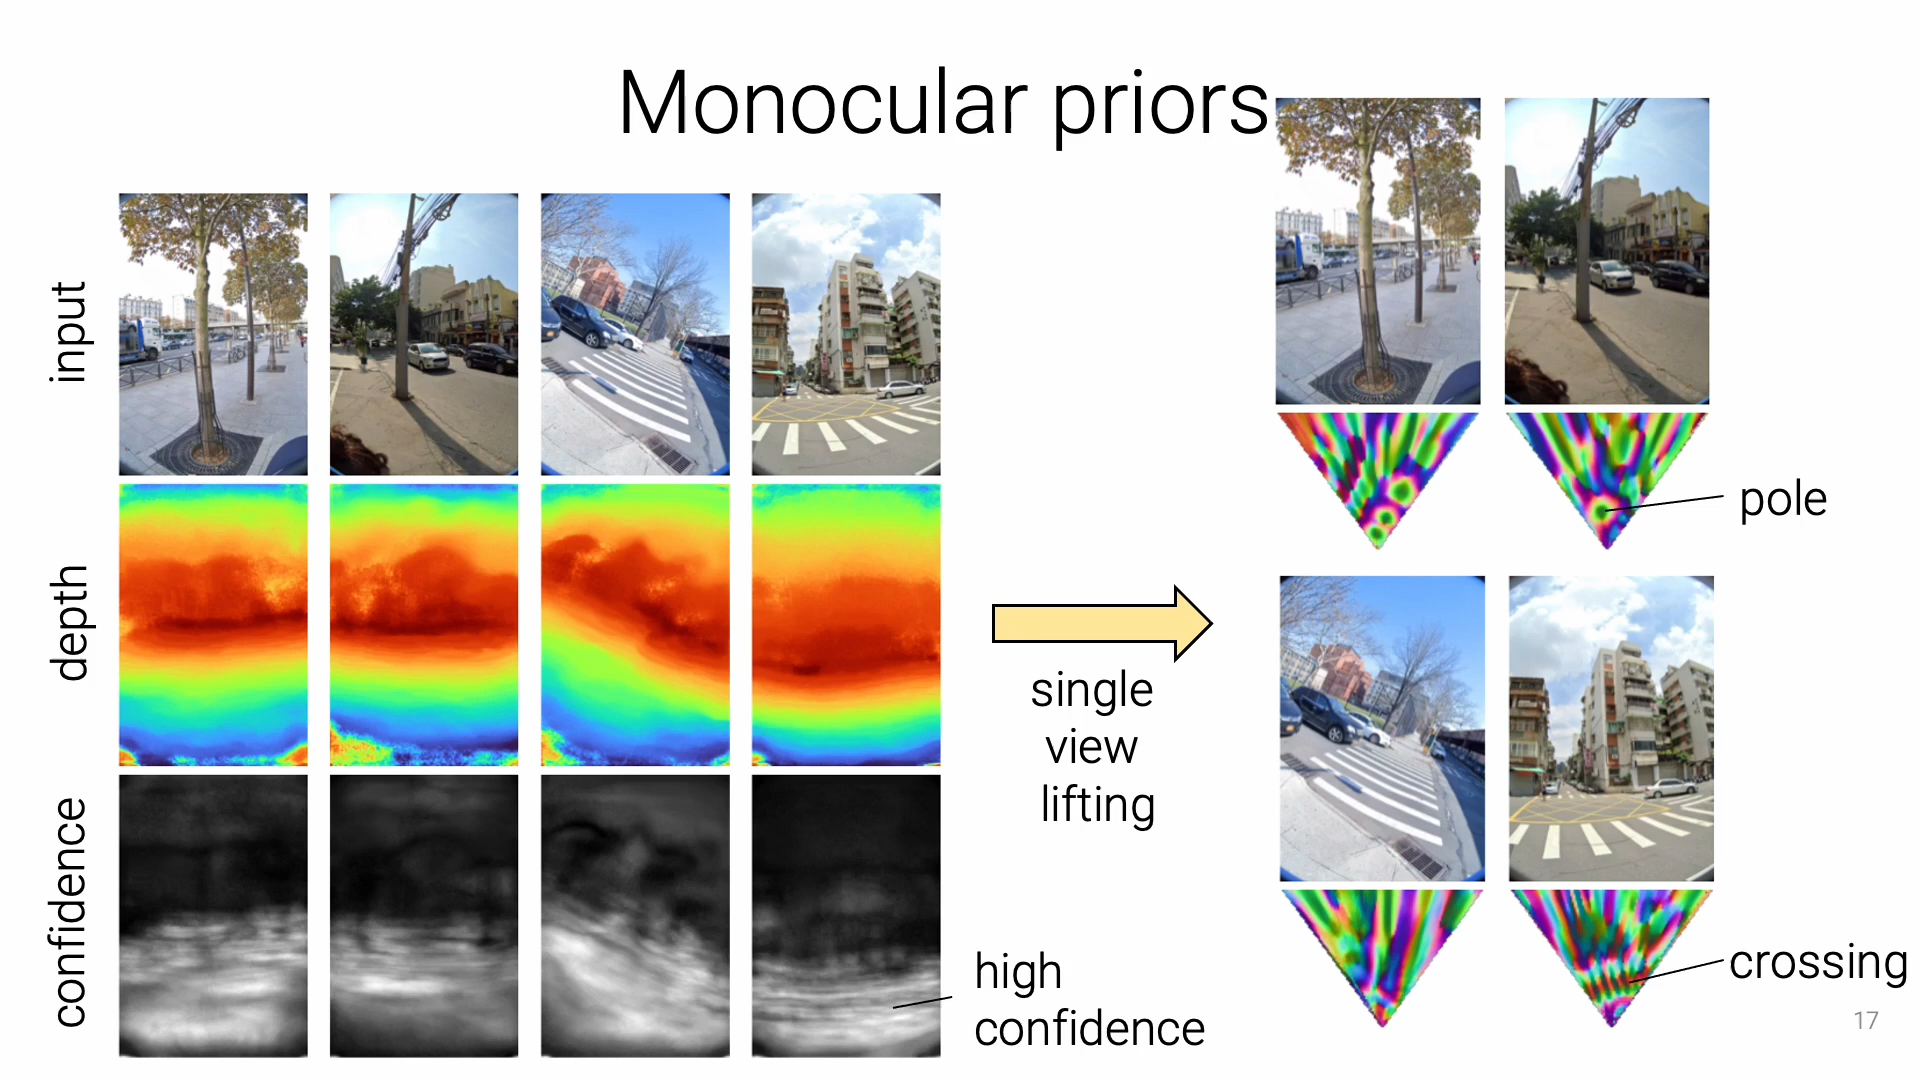 Monocular priors
input
depth
confidence
single
view
lifting
high
confidence
pole
crossing
17